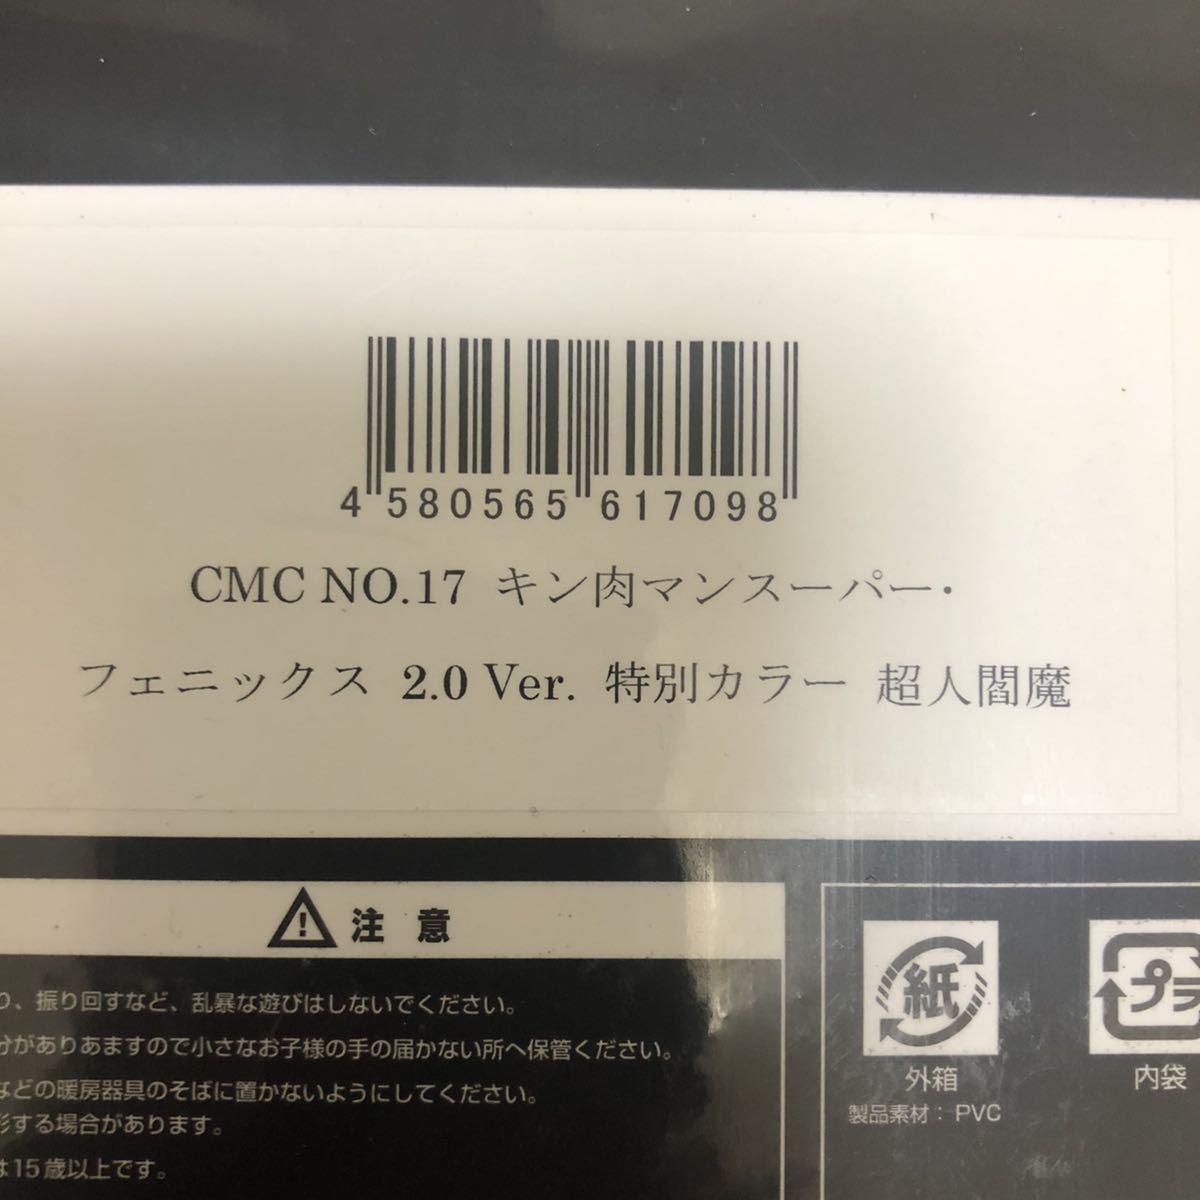 4 580565 617098
CMC NO.17 キン肉マンスーパー・
フェニックス 2.0 Ver. 特別カラー 超人閻魔
注 意
り、振り回すなど、乱暴な遊びはしないでください。
分がありあますので小さなお子様の手の届かない所へ保管ください。
などの暖房器具のそばに置かないようにしてください。
形する場合があります。
は15歳以上です。
紙
外箱
プラ
内袋
製品素材：PVC